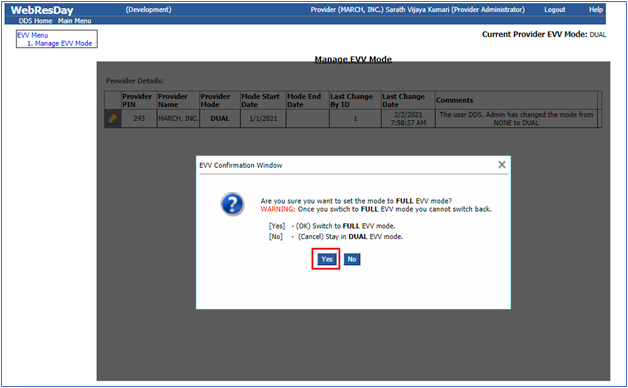 WebResDay (Development) Provider (MARCH, INC.) Sarath Vijaya Kumari (Provider Administrator) Logout Help
DDS Home Main Menu
EVV Menu
1. Manage EVV Mode
Current Provider EVV Mode: DUAL
Manage EVV Mode
Provider Details:
Provider PIN Provider Name Provider Mode Mode Start Date Mode End Date Last Change By ID Last Change Date Comments
243 MARCH, INC. DUAL 1/1/2021 1 2/2/2021 7:58:37 AM The user DDS, Admin has changed the mode from NONE to DUAL
EVV Confirmation Window X
Are you sure you want to set the mode to FULL EVV mode?
WARNING: Once you swtich to FULL EVV mode you cannot switch back.
[Yes] - (OK) Switch to FULL EVV mode.
[No] - (Cancel) Stay in DUAL EVV mode.
Yes No